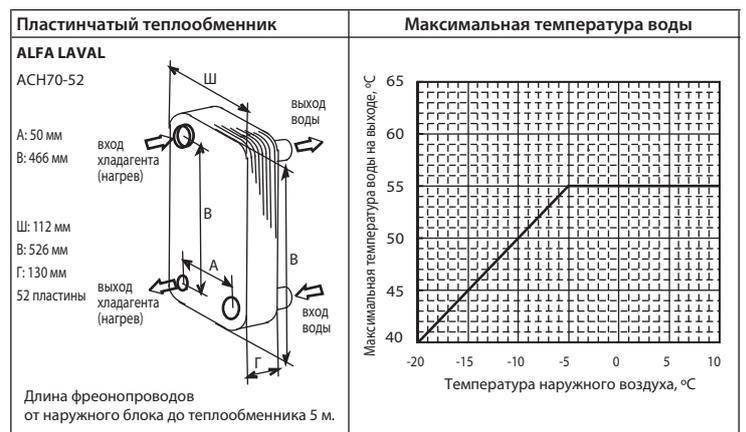 Пластинчатый теплообменник
ALFA LAVAL
ACH70-52
А: 50 мм
В: 466 мм
Ш: 112 мм
В: 526 мм
Г: 130 мм
52 пластины
Ш
выход
воды
вход
хладагента
(нагрев)
В
А
В
выход
хладагента
(нагрев)
вход
воды
Г
Длина фреонопроводов
от наружного блока до теплообменника 5 м.
Максимальная температура воды
Максимальная температура воды на выходе, ºC
65
60
55
50
45
40
-20 -15 -10 -5 0 5 10
Температура наружного воздуха, ºC